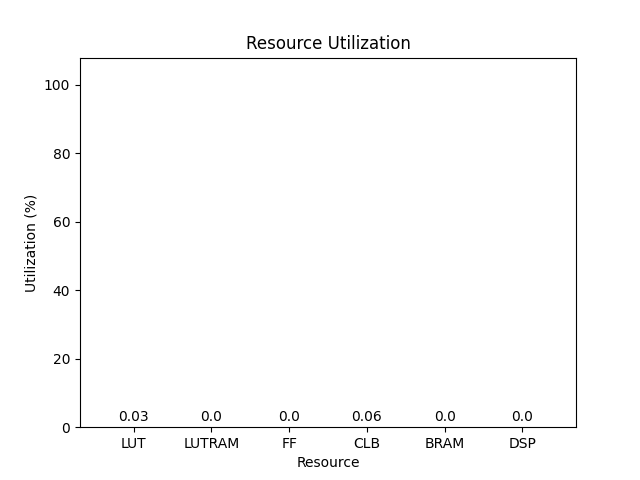 Resource Utilization
100
80
60
40
20
0
Utilization (%)
0.03 0.0 0.0 0.06 0.0 0.0
LUT LUTRAM FF CLB BRAM DSP
Resource